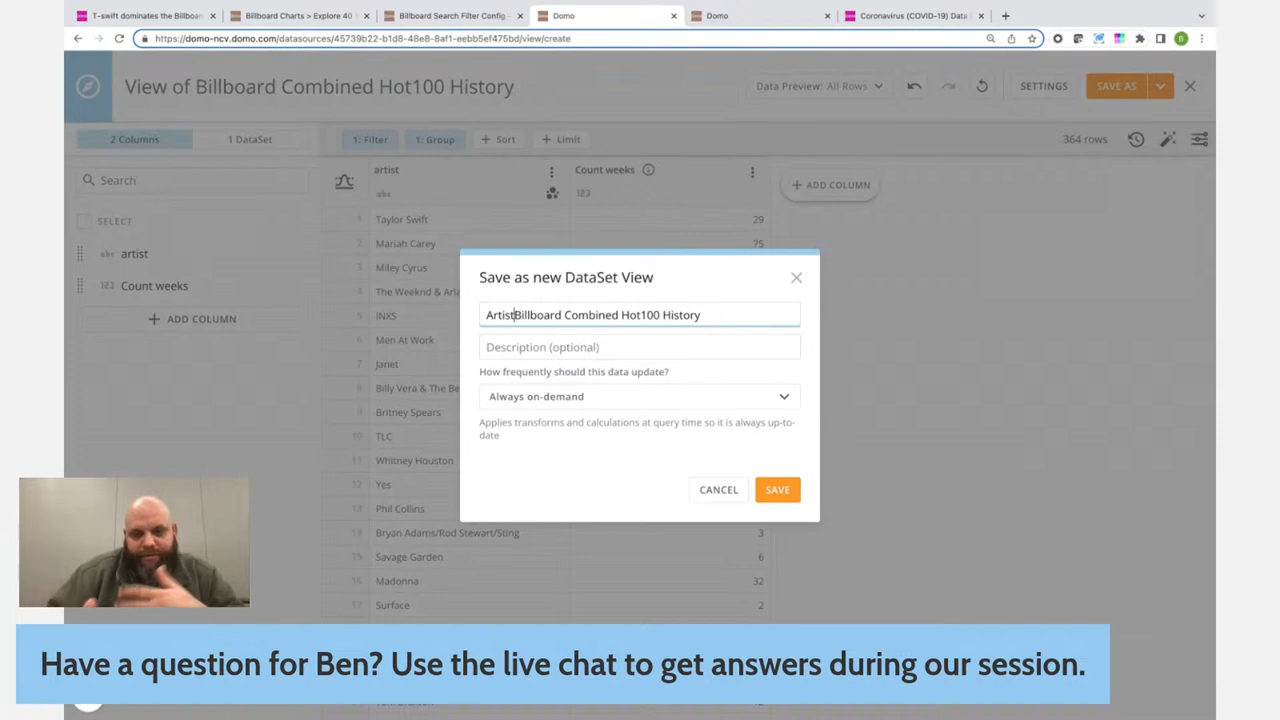 T-swift dominates the Billboar
Billboard Charts > Explore 40
Billboard Search Filter Config -
Domo
Domo
Coronavirus (COVID-19) Data
https://domo-ncv.domo.com/datasources/45739b22-b1d8-48e8-8af1-eebb5ef475bd/view/create
B
View of Billboard Combined Hot100 History
Data Preview: All Rows
SETTINGS
SAVE AS
2 Columns
1 DataSet
1: Filter
1: Group
+ Sort
+ Limit
364 rows
Search
SELECT
abc artist
123 Count weeks
+ ADD COLUMN
artist
abc
Count weeks
123
+ ADD COLUMN
1 Taylor Swift 29
2 Mariah Carey 75
3 Miley Cyrus
4 The Weeknd & Aria
5 INXS
6 Men At Work
7 Janet
8 Billy Vera & The Be
9 Britney Spears
10 TLC
11 Whitney Houston
12 Yes
13 Phil Collins
14 Bryan Adams/Rod Stewart/Sting 3
15 Savage Garden 6
16 Madonna 32
17 Surface 2
Save as new DataSet View
ArtistBillboard Combined Hot100 History
Description (optional)
How frequently should this data update?
Always on-demand
Applies transforms and calculations at query time so it is always up-to-
date
CANCEL
SAVE
Have a question for Ben? Use the live chat to get answers during our session.